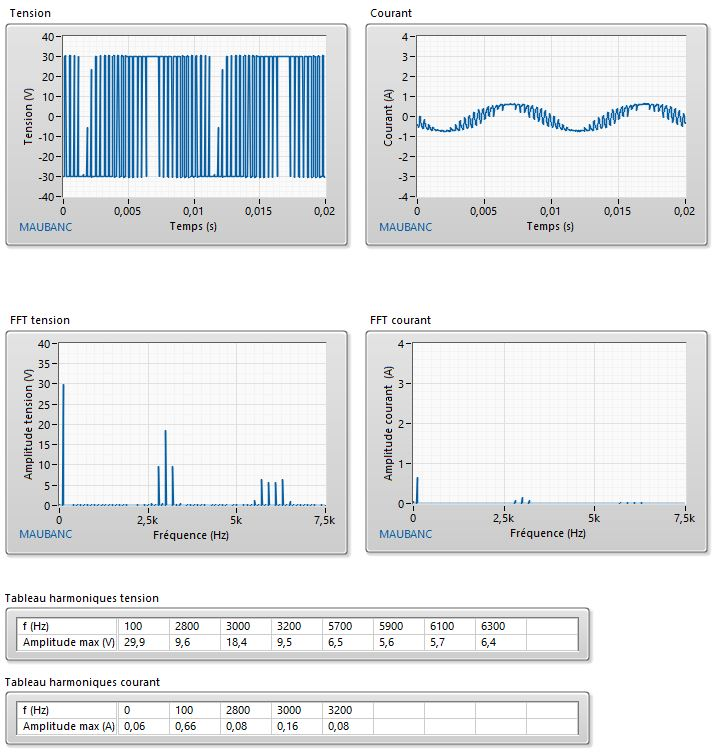 Tension
Courant
40
30
20
10
0
-10
-20
-30
-40
Tension (V)
0
0,005
0,01
0,015
0,02
MAUBANC
Temps (s)
4
3
2
1
0
-1
-2
-3
-4
Courant (A)
0
0,005
0,01
0,015
0,02
MAUBANC
Temps (s)
FFT tension
FFT courant
40
35
30
25
20
15
10
5
0
Amplitude tension (V)
0
2,5k
5k
7,5k
MAUBANC
Fréquence (Hz)
4
3
2
1
0
Amplitude courant (A)
0
2,5k
5k
7,5k
MAUBANC
Fréquence (Hz)
Tableau harmoniques tension
f (Hz) 100 2800 3000 3200 5700 5900 6100 6300
Amplitude max (V) 29,9 9,6 18,4 9,5 6,5 5,6 5,7 6,4
Tableau harmoniques courant
f (Hz) 0 100 2800 3000 3200
Amplitude max (A) 0,06 0,66 0,08 0,16 0,08